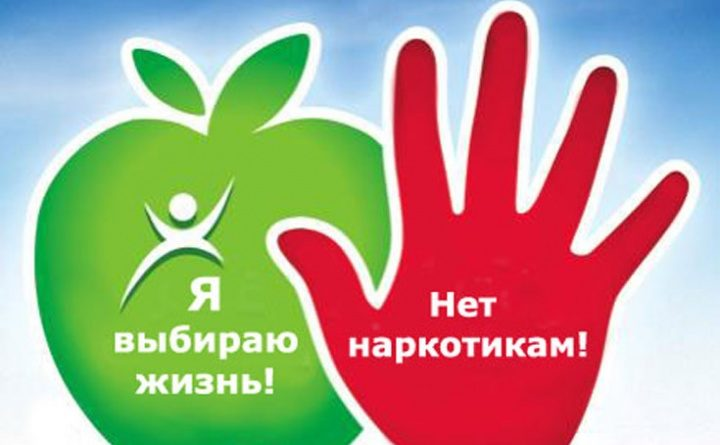 Я
выбираю
жизнь!
Нет
наркотикам!